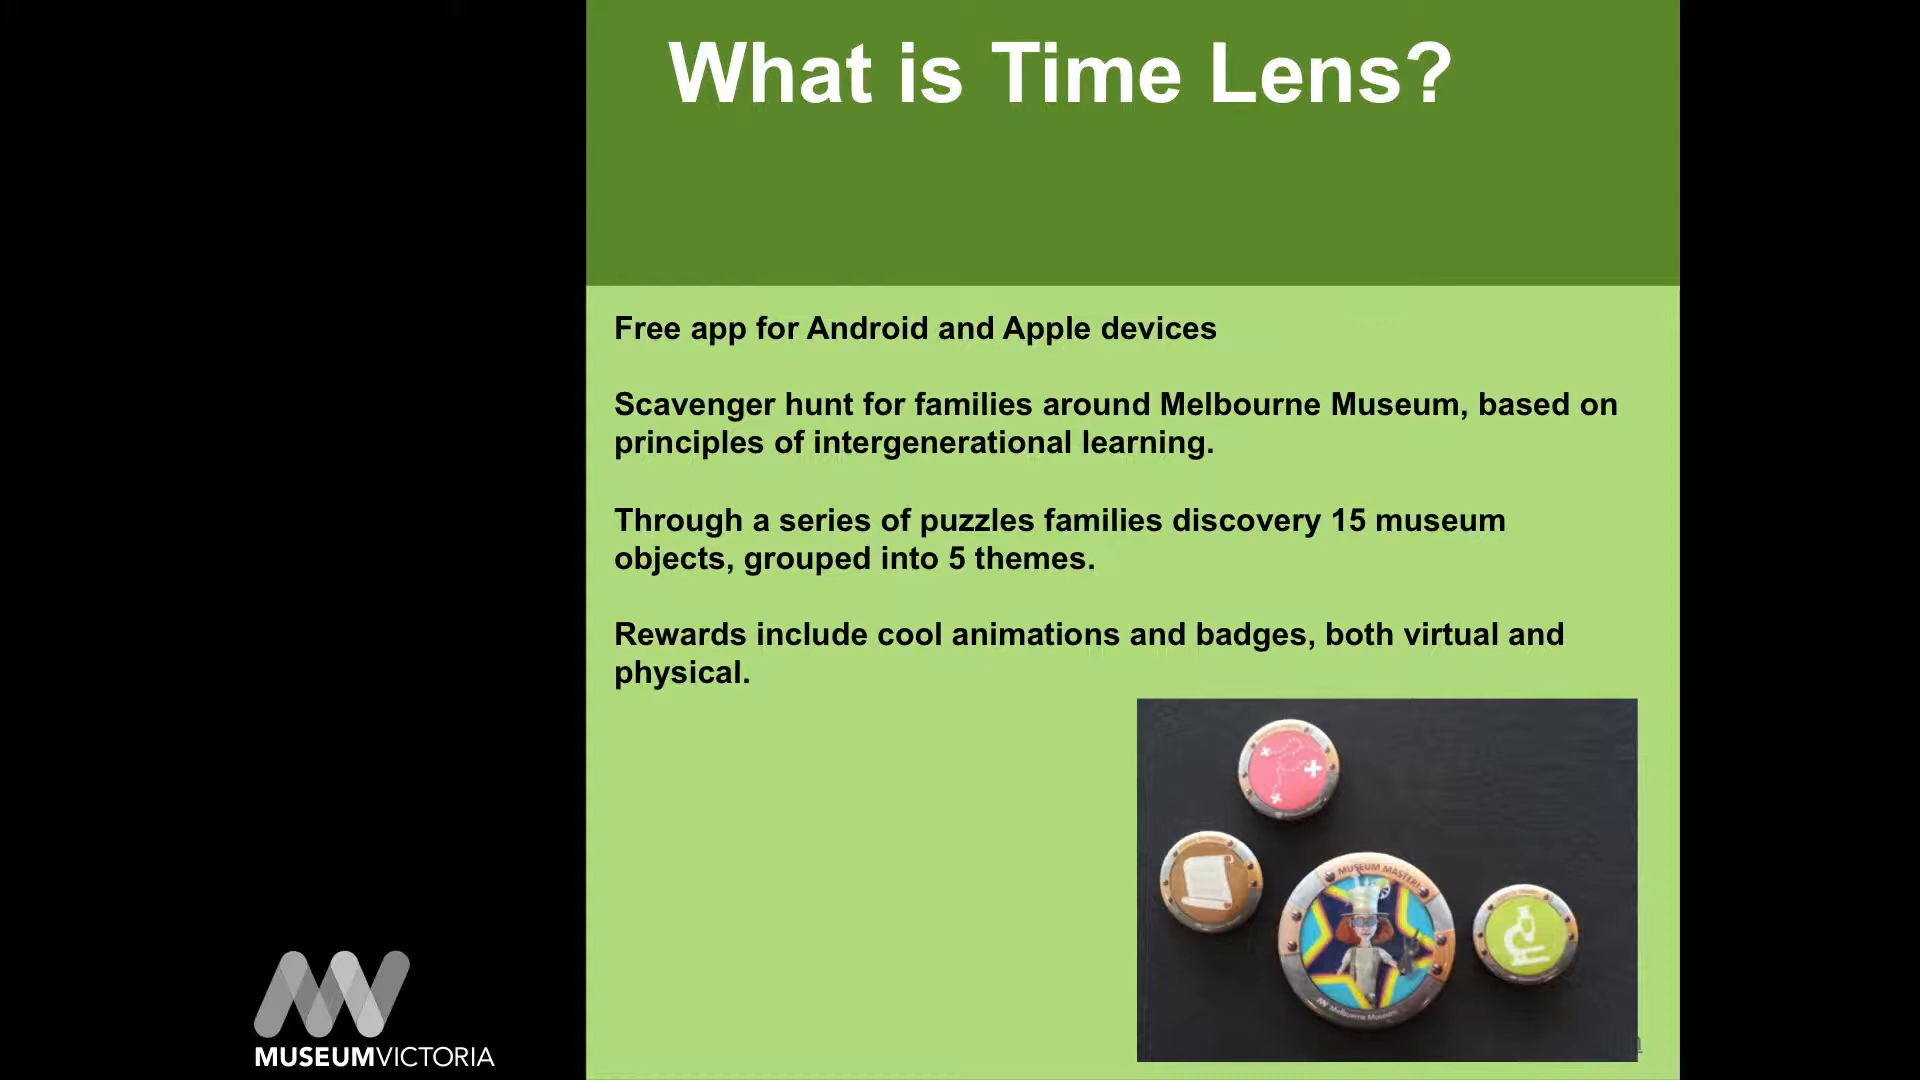 What is Time Lens?
Free app for Android and Apple devices
Scavenger hunt for families around Melbourne Museum, based on
principles of intergenerational learning.
Through a series of puzzles families discovery 15 museum
objects, grouped into 5 themes.
Rewards include cool animations and badges, both virtual and
physical.
MUSEUM MASTER!
Melbourne Museum
MUSEUMVICTORIA